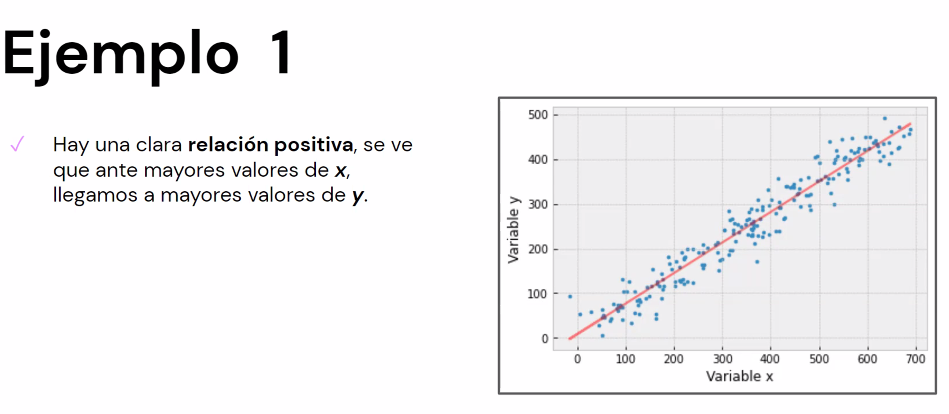 Ejemplo 1
✓ Hay una clara relación positiva, se ve
que ante mayores valores de x,
llegamos a mayores valores de y.
500
400
300
200
100
0
Variable y
0 100 200 300 400 500 600 700
Variable x